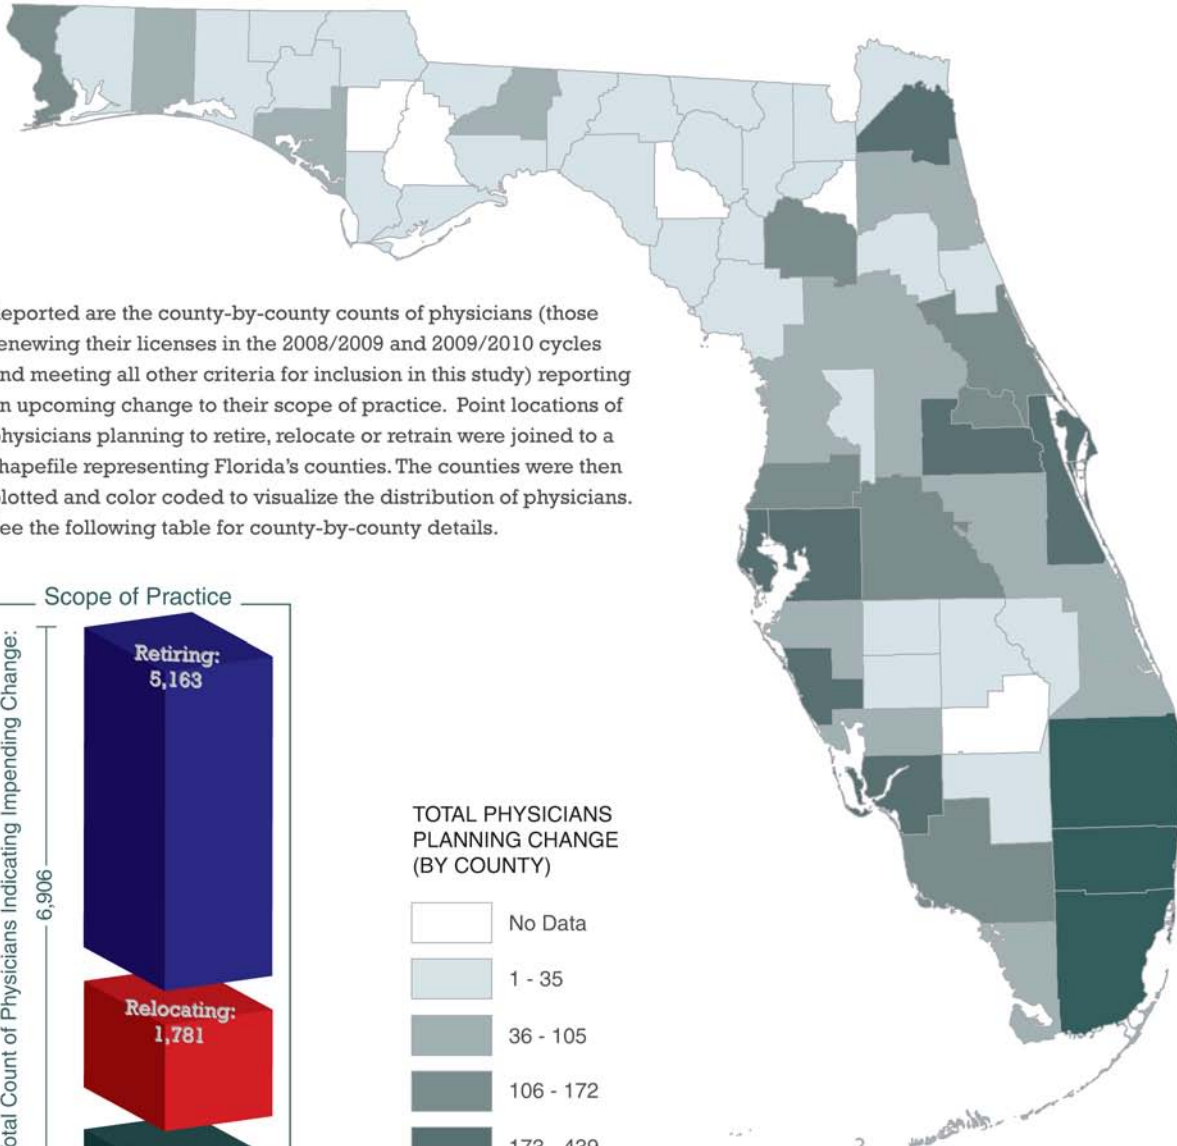 eported are the county-by-county counts of physicians (those
enewing their licenses in the 2008/2009 and 2009/2010 cycles
nd meeting all other criteria for inclusion in this study) reporting
n upcoming change to their scope of practice. Point locations of
hysicians planning to retire, relocate or retrain were joined to a
hapefile representing Florida's counties. The counties were then
lotted and color coded to visualize the distribution of physicians.
ee the following table for county-by-county details.
Scope of Practice
otal Count of Physicians Indicating Impending Change:
6,906
Retiring:
5,163
Relocating:
1,781
TOTAL PHYSICIANS
PLANNING CHANGE
(BY COUNTY)
No Data
1 - 35
36 - 105
106 - 172
173 - 439